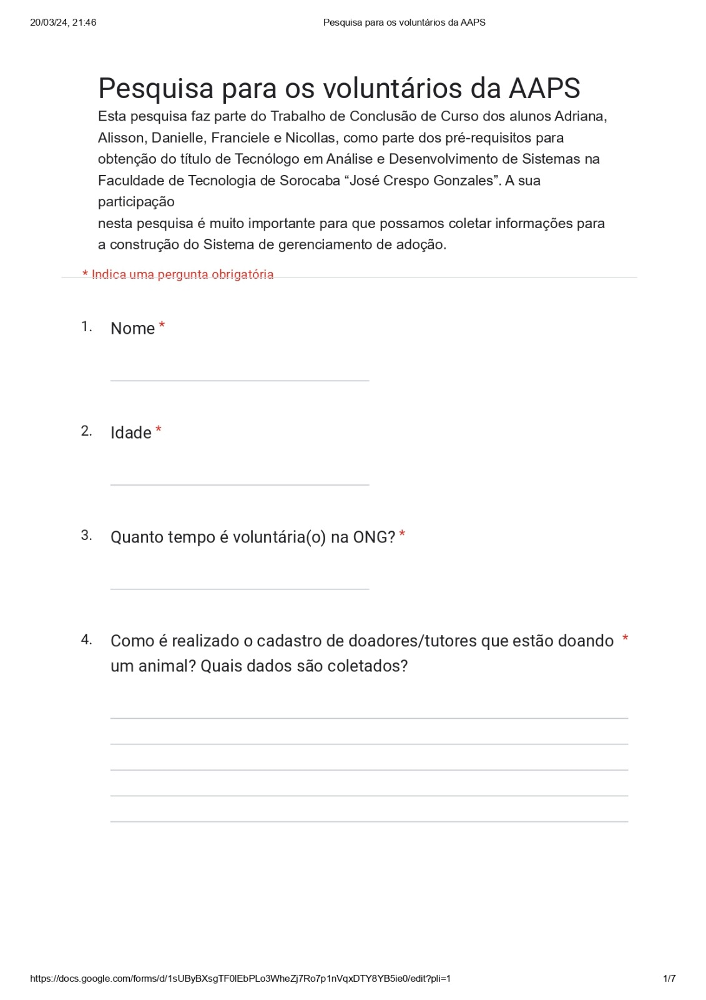 20/03/24, 21:46
Pesquisa para os voluntários da AAPS
Pesquisa para os voluntários da AAPS
Esta pesquisa faz parte do Trabalho de Conclusão de Curso dos alunos Adriana,
Alisson, Danielle, Franciele e Nicollas, como parte dos pré-requisitos para
obtenção do título de Tecnólogo em Análise e Desenvolvimento de Sistemas na
Faculdade de Tecnologia de Sorocaba “José Crespo Gonzales”. A sua
participação
nesta pesquisa é muito importante para que possamos coletar informações para
a construção do Sistema de gerenciamento de adoção.
* Indica uma pergunta obrigatória
1. Nome *
2. Idade *
3. Quanto tempo é voluntária(o) na ONG? *
4. Como é realizado o cadastro de doadores/tutores que estão doando *
um animal? Quais dados são coletados?
https://docs.google.com/forms/d/1sUByBXsgTF0lEbPLo3WheZj7Ro7p1nVqxDTY8YB5ie0/edit?pli=1
1/7